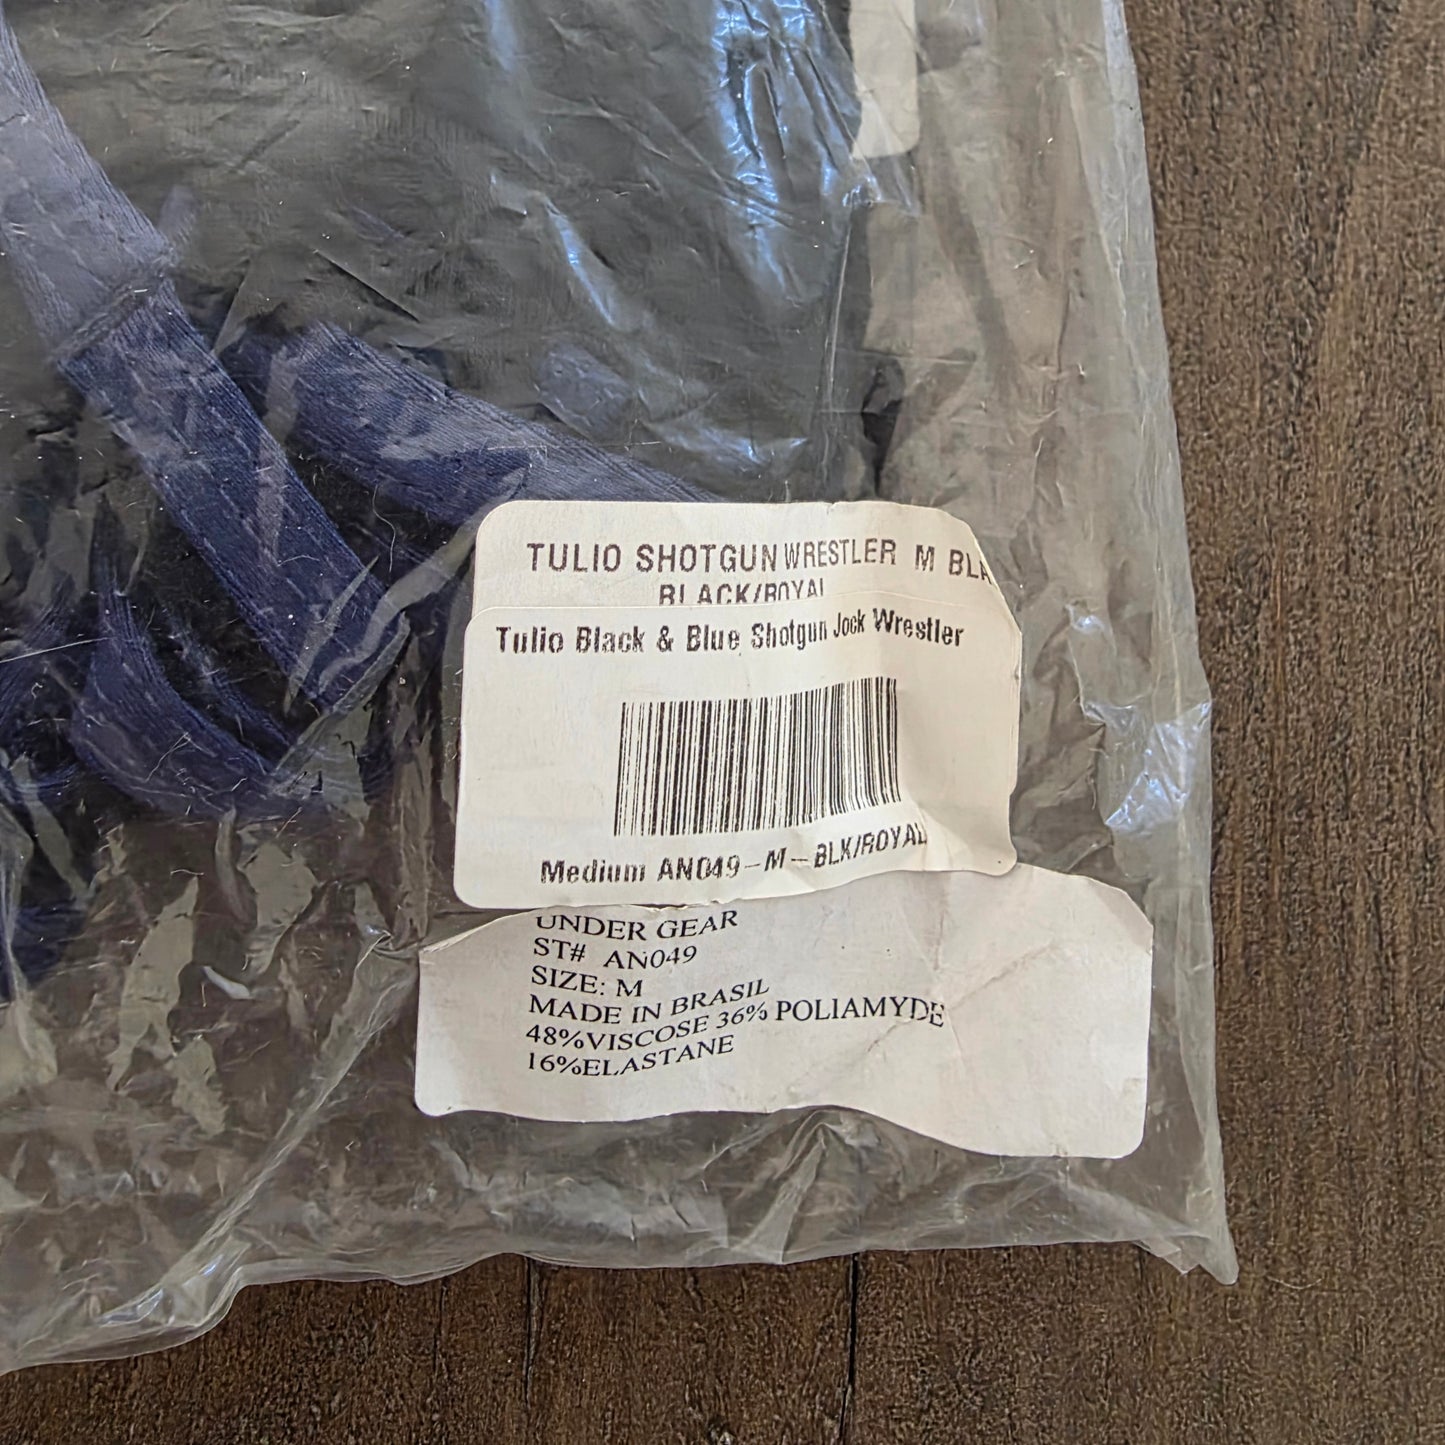 TULIO SHOTGUN WRESTLER M BLA
BLACK/ROYAL
Tulio Black & Blue Shotgun Jock Wrestler
Medium AN049-M-BLK/ROYAL
UNDER GEAR
ST# AN049
SIZE: M
MADE IN BRASIL
48%VISCOSE 36% POLIAMYDE
16%ELASTANE